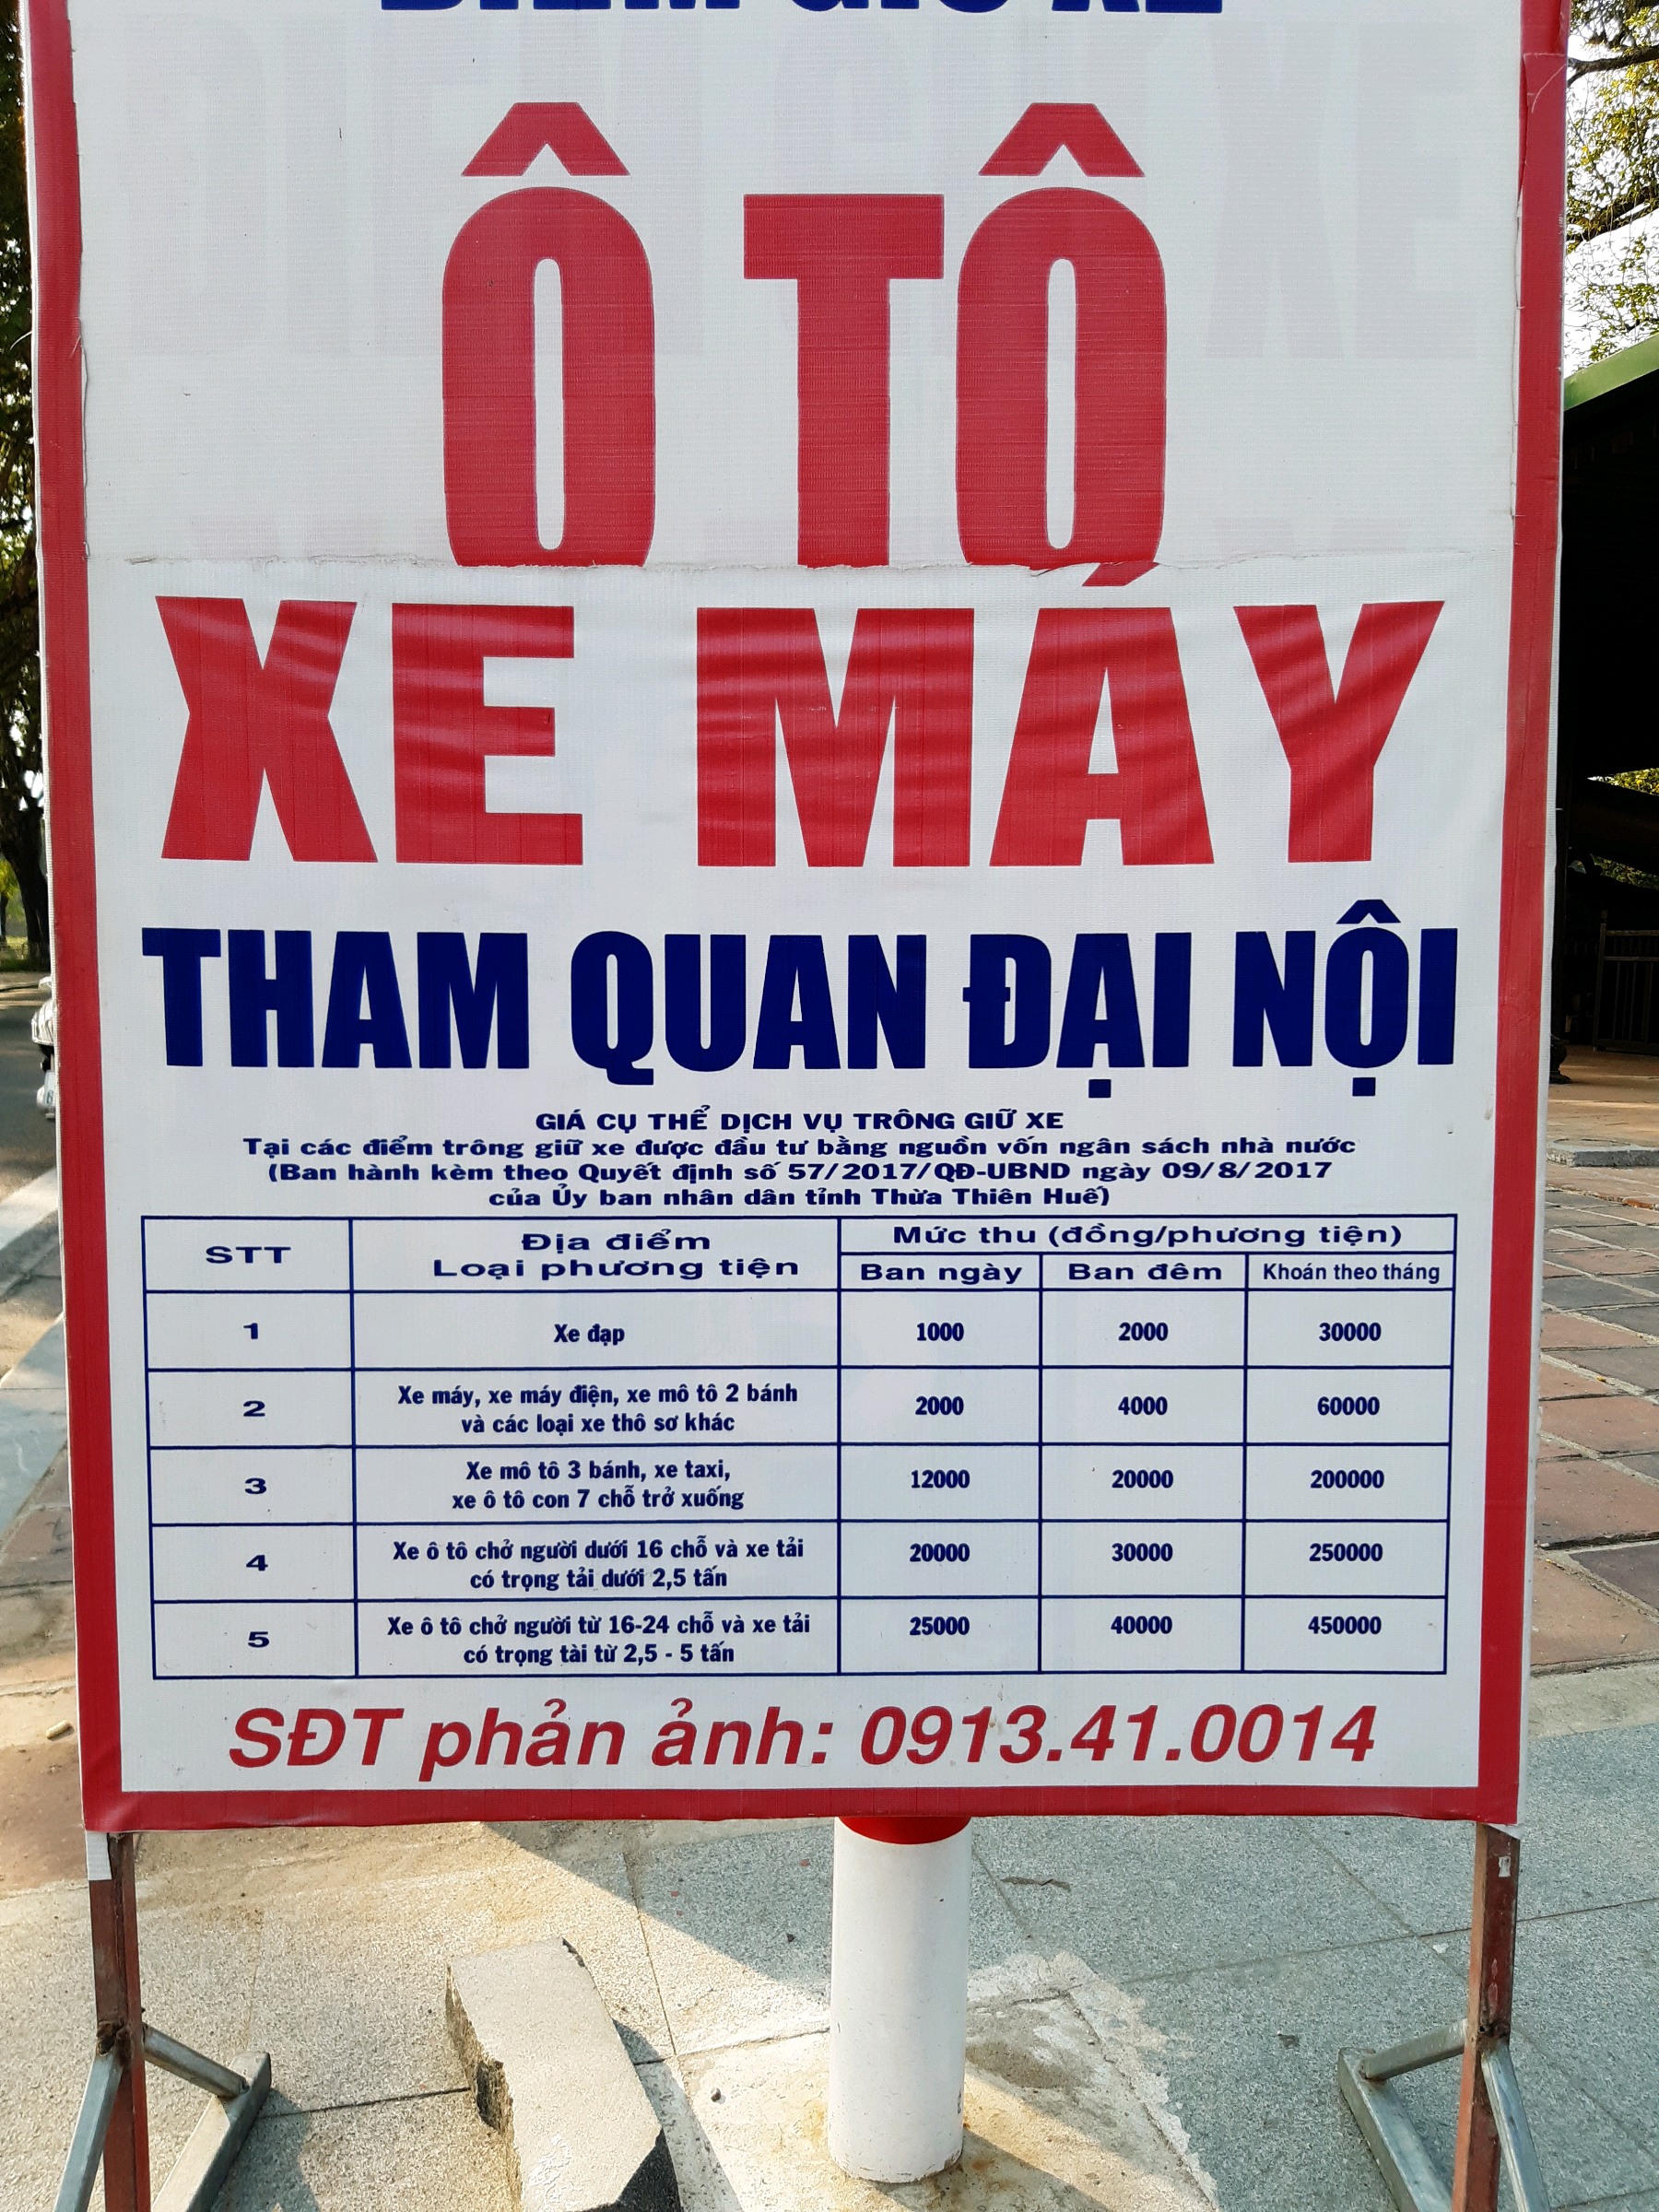 ĐIỂM GIỮ XE
Ô TÔ
XE MÁY
THAM QUAN ĐẠI NỘI
GIÁ CỤ THỂ DỊCH VỤ TRÔNG GIỮ XE
Tại các điểm trông giữ xe được đầu tư bằng nguồn vốn ngân sách nhà nước
(Ban hành kèm theo Quyết định số 57/2017/QĐ-UBND ngày 09/8/2017
của Ủy ban nhân dân tỉnh Thừa Thiên Huế)
STT
Địa điểm
Loại phương tiện
Mức thu (đồng/phương tiện)
Ban ngày Ban đêm Khoán theo tháng
1 Xe đạp 1000 2000 30000
2 Xe máy, xe máy điện, xe mô tô 2 bánh
và các loại xe thô sơ khác 2000 4000 60000
3 Xe mô tô 3 bánh, xe taxi,
xe ô tô con 7 chỗ trở xuống 12000 20000 200000
4 Xe ô tô chở người dưới 16 chỗ và xe tải
có trọng tải dưới 2,5 tấn 20000 30000 250000
5 Xe ô tô chở người từ 16-24 chỗ và xe tải
có trọng tài từ 2,5 - 5 tấn 25000 40000 450000
SĐT phản ảnh: 0913.41.0014